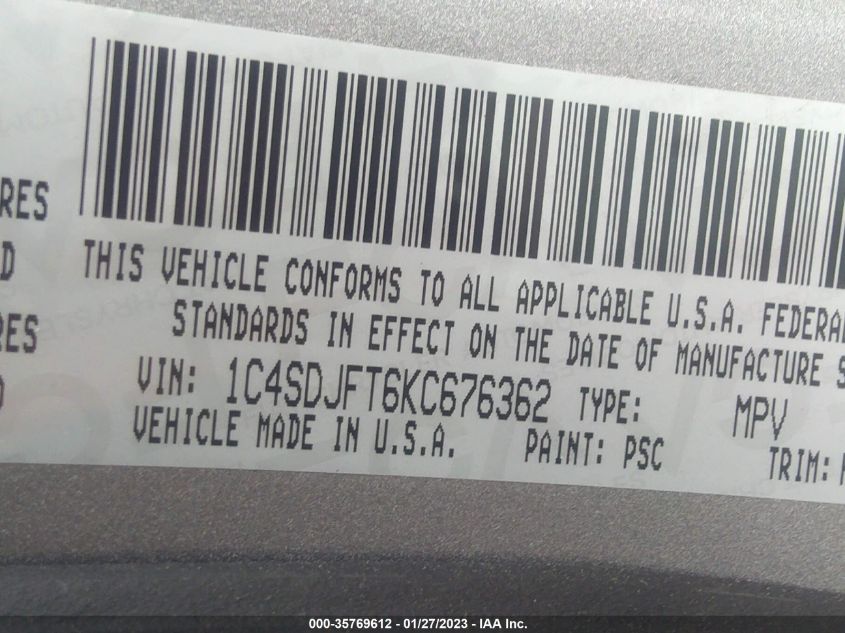 RES
THIS VEHICLE CONFORMS TO ALL APPLICABLE U.S.A. FEDERAL
D
STANDARDS IN EFFECT ON THE DATE OF MANUFACTURE S
RES
VIN: 1C4SDJFT6KC676362 TYPE: MPV
D
VEHICLE MADE IN U.S.A. PAINT: PSC TRIM:
000-35769612 - 01/27/2023 - IAA Inc.